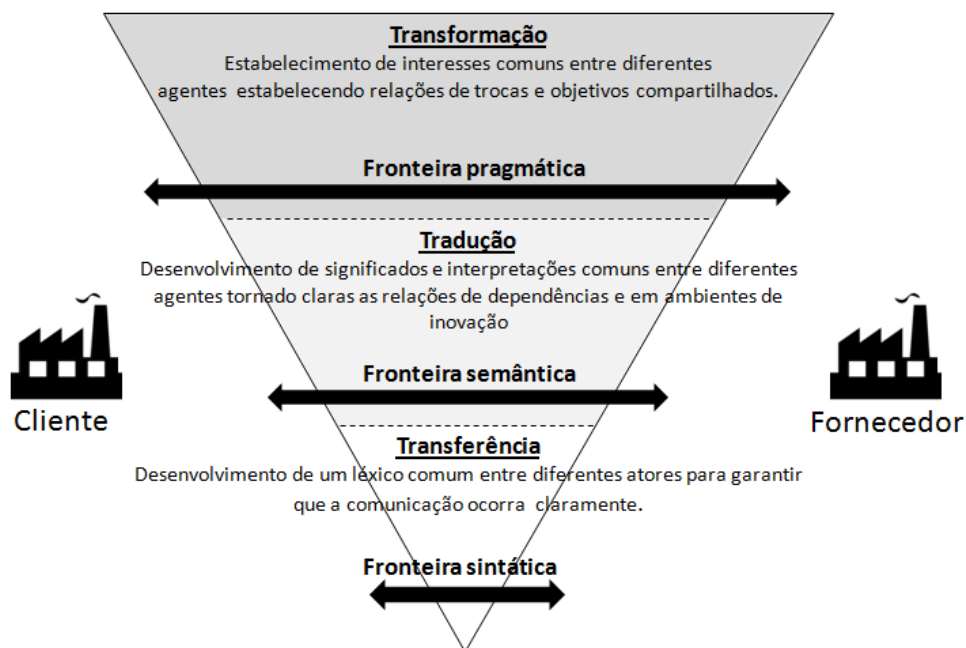 Transformação
Estabelecimento de interesses comuns entre diferentes
agentes estabelecendo relações de trocas e objetivos compartilhados.
Fronteira pragmática
Tradução
Desenvolvimento de significados e interpretações comuns entre diferentes
agentes tornado claras as relações de dependências e em ambientes de
inovação
Fronteira semântica
Cliente
Fornecedor
Transferência
Desenvolvimento de um léxico comum entre diferentes atores para garantir
que a comunicação ocorra claramente.
Fronteira sintática